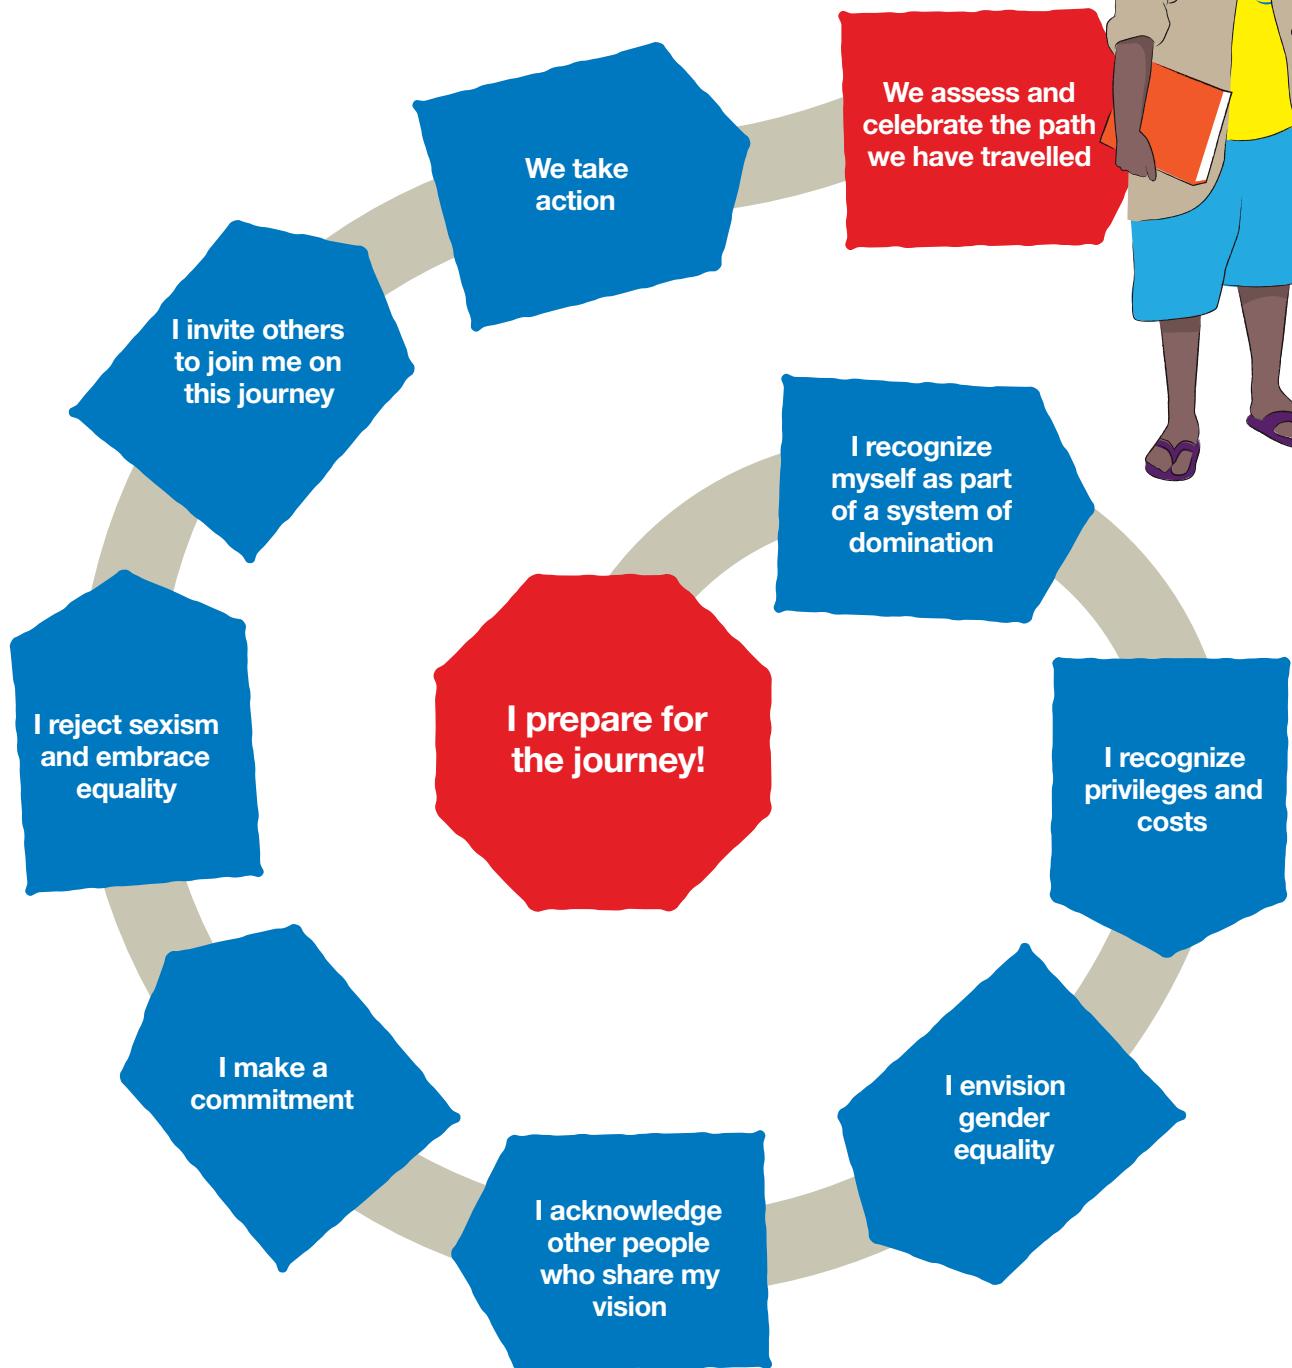 We assess and
celebrate the path
we have travelled
We take
action
I invite others
to join me on
this journey
I recognize
myself as part
of a system of
domination
I prepare for
the journey!
I reject sexism
and embrace
equality
I recognize
privileges and
costs
I make a
commitment
I envision
gender
equality
I acknowledge
other people
who share my
vision